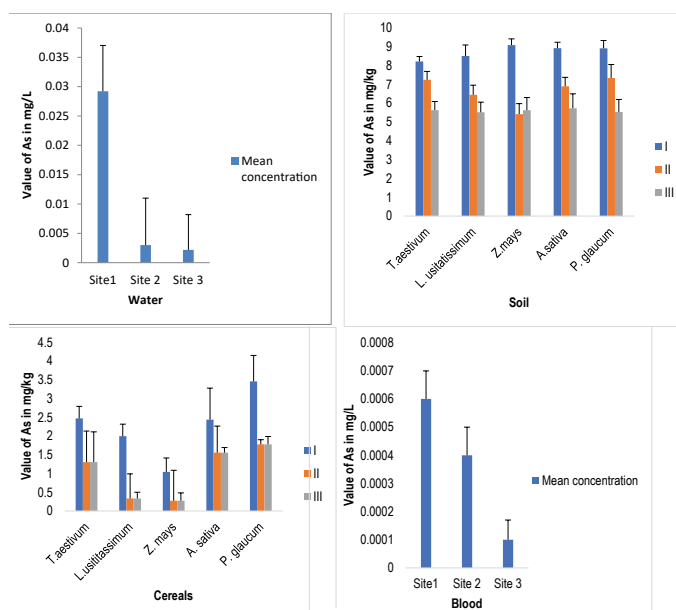 Value of As in mg/L
0.04
0.035
0.03
0.025
0.02
0.015
0.01
0.005
0
Site1 Site 2 Site 3
Water
Mean
concentration
Value of As in mg/kg
10
9
8
7
6
5
4
3
2
1
0
T.aestivum
L. usitatissimum
Z.mays
A.sativa
P. glaucum
Soil
I
II
III
Value of As in mg/kg
4.5
4
3.5
3
2.5
2
1.5
1
0.5
0
T.aestivum
L.usititassimum
Z. mays
A. sativa
P. glaucum
Cereals
I
II
III
Value of As in mg/L
0.0008
0.0007
0.0006
0.0005
0.0004
0.0003
0.0002
0.0001
0
Site1 Site 2 Site 3
Blood
Mean concentration